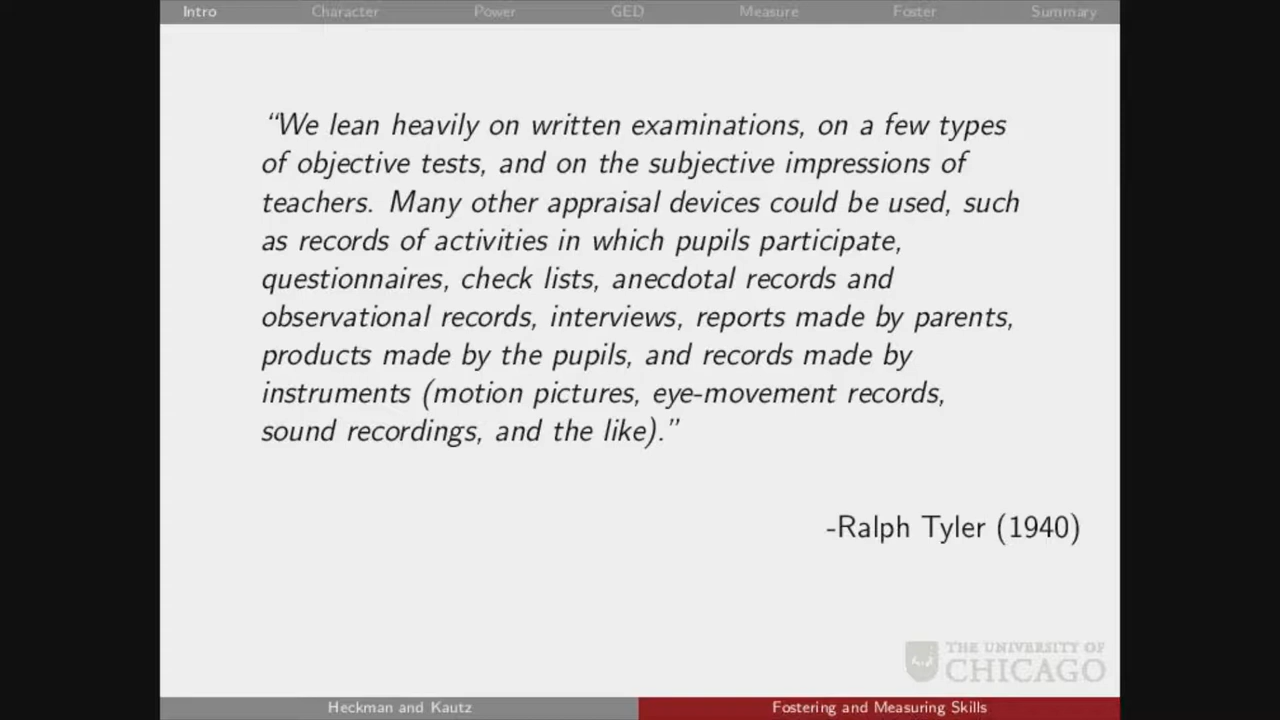 Intro Character Power GED Measure Foster Summary
“We lean heavily on written examinations, on a few types
of objective tests, and on the subjective impressions of
teachers. Many other appraisal devices could be used, such
as records of activities in which pupils participate,
questionnaires, check lists, anecdotal records and
observational records, interviews, reports made by parents,
products made by the pupils, and records made by
instruments (motion pictures, eye-movement records,
sound recordings, and the like).”
-Ralph Tyler (1940)
THE UNIVERSITY OF
CHICAGO
Heckman and Kautz Fostering and Measuring Skills